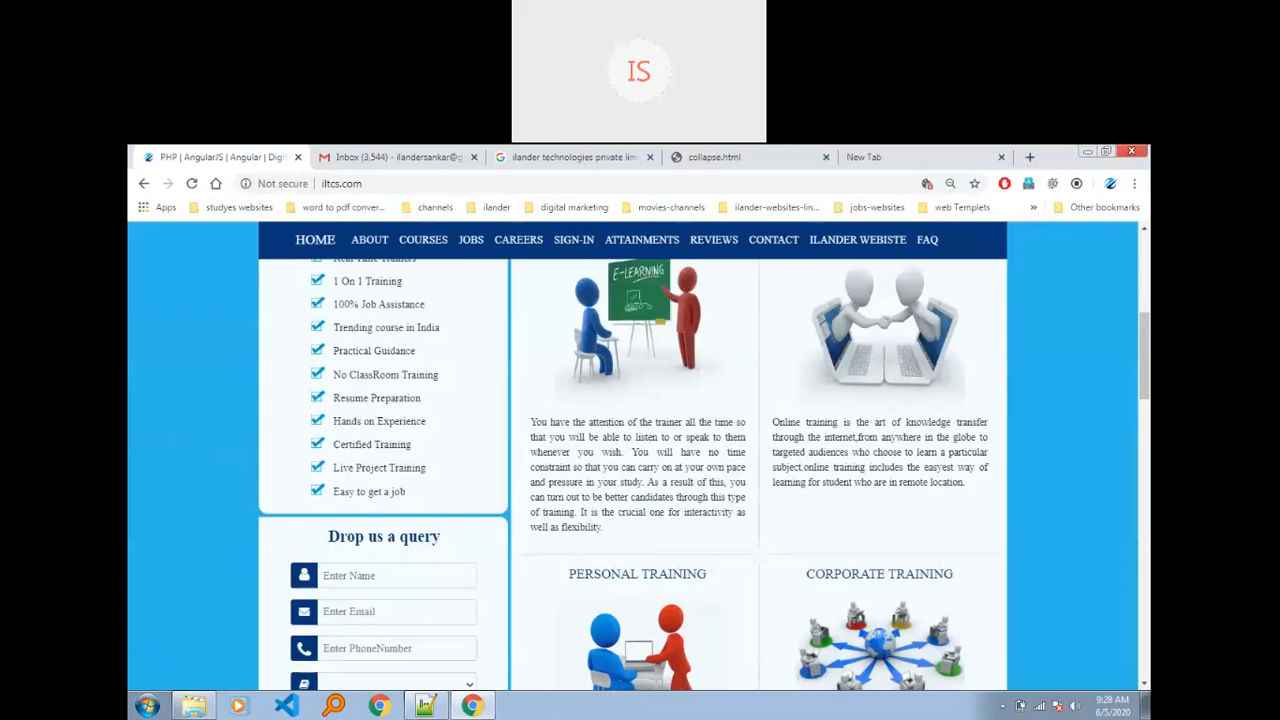 IS
PHP | AngularJS | Angular | Digi
Inbox (3,544) - ilandersankar@g
ilander technologies private lim
collapse.html
New Tab
Not secure
iltcs.com
Apps
studyes websites
word to pdf conver...
channels
ilander
digital marketing
movies-channels
ilander-websites-lin...
jobs-websites
web Templets
»
Other bookmarks
HOME ABOUT COURSES JOBS CAREERS SIGN-IN ATTAINMENTS REVIEWS CONTACT ILANDER WEBISTE FAQ
Real Time Trainers
1 On 1 Training
100% Job Assistance
Trending course in India
Practical Guidance
No ClassRoom Training
Resume Preparation
Hands on Experience
Certified Training
Live Project Training
Easy to get a job
Drop us a query
Enter Name
Enter Email
Enter PhoneNumber
E-LEARNING
You have the attention of the trainer all the time so
that you will be able to listen to or speak to them
whenever you wish. You will have no time
constraint so that you can carry on at your own pace
and pressure in your study. As a result of this, you
can turn out to be better candidates through this type
of training. It is the crucial one for interactivity as
well as flexibility.
Online training is the art of knowledge transfer
through the internet,from anywhere in the globe to
targeted audiences who choose to learn a particular
subject.online training includes the easyest way of
learning for student who are in remote location.
PERSONAL TRAINING
CORPORATE TRAINING
9:28 AM
6/5/2020